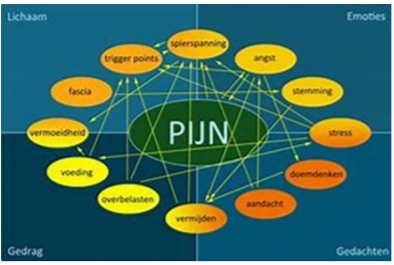 Lichaam
Emoties
spierspanning
trigger points
angst
fascia
stemming
vermoeidheid
PIJN
stress
voeding
doemdenken
overbelasten
aandacht
vermijden
Gedrag
Gedachten